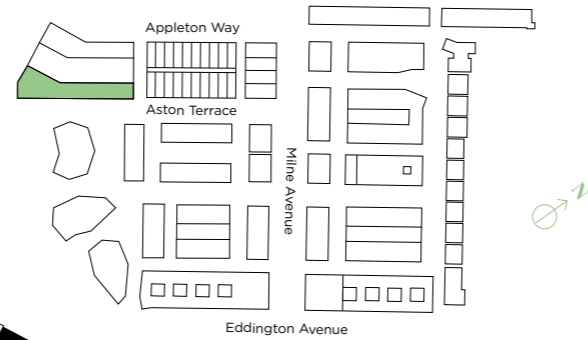 Appleton Way
Aston Terrace
Milne Avenue
N
Eddington Avenue